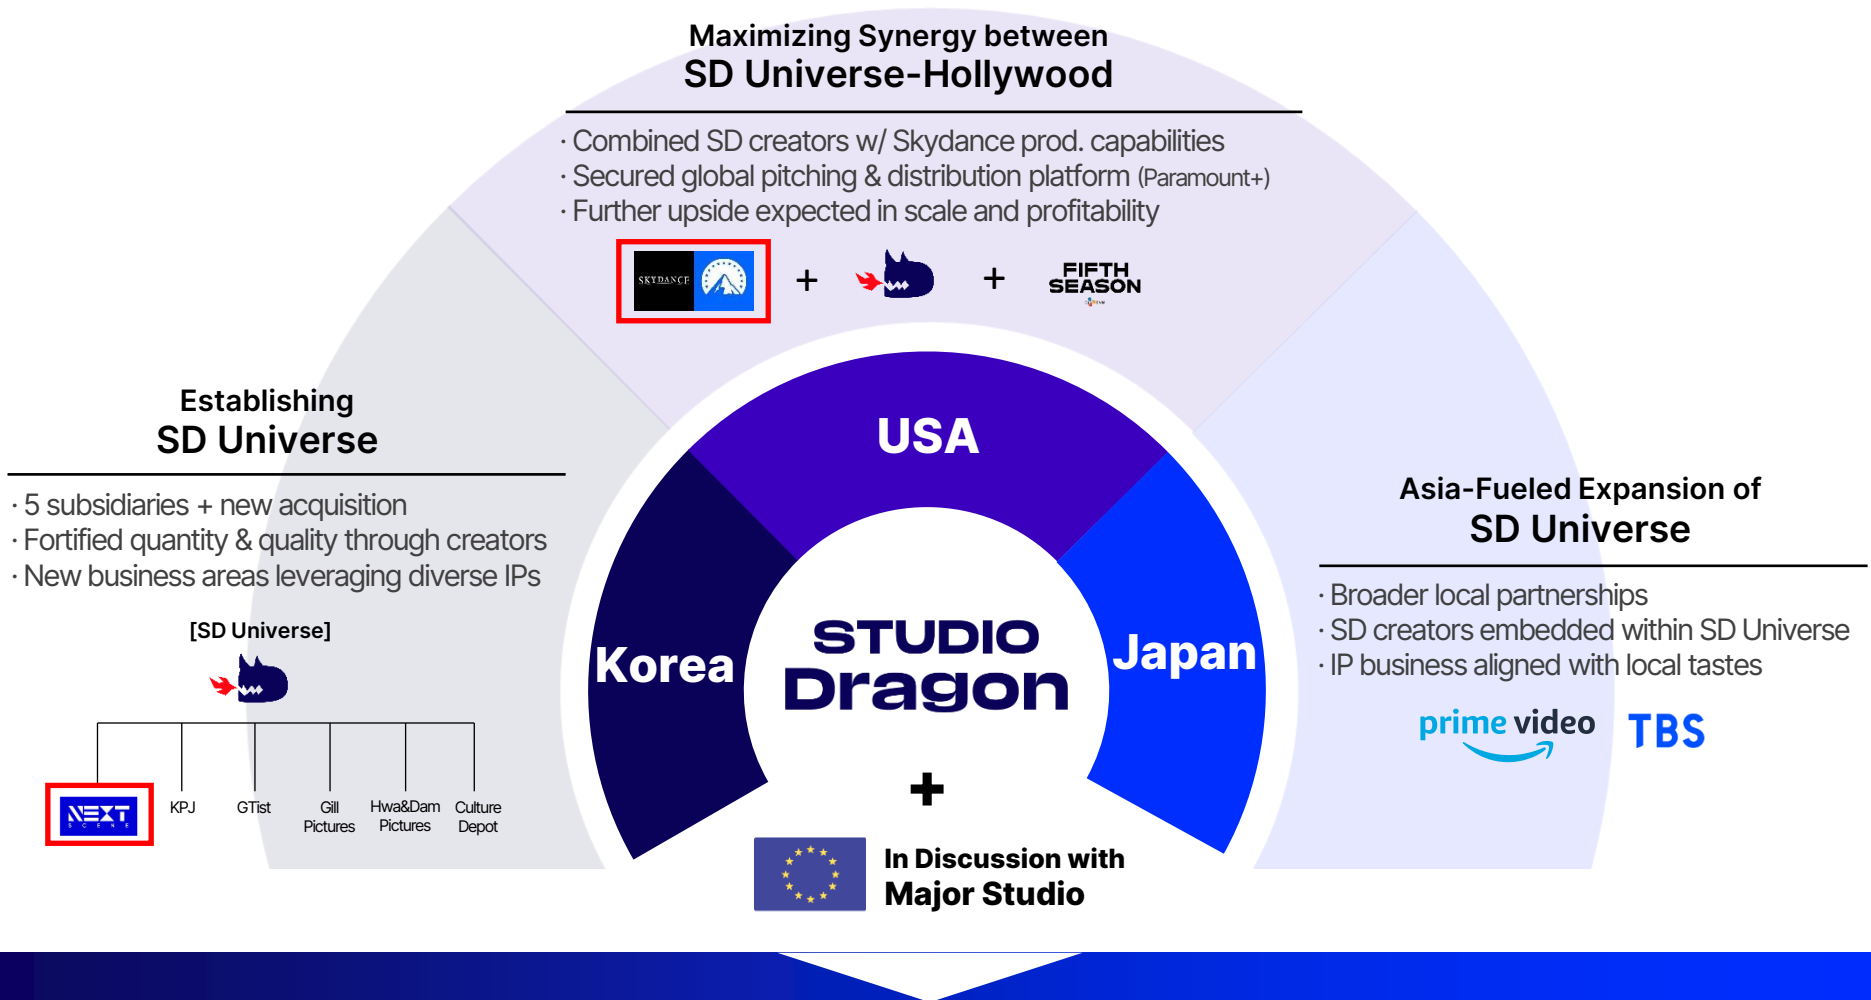 Maximizing Synergy between
SD Universe-Hollywood
· Combined SD creators w/ Skydance prod. capabilities
· Secured global pitching & distribution platform (Paramount+)
· Further upside expected in scale and profitability
SKYDANCE
+
+
FIFTH
SEASON
Establishing
SD Universe
· 5 subsidiaries + new acquisition
· Fortified quantity & quality through creators
· New business areas leveraging diverse IPs
[SD Universe]
NEXT
SCENE
KPJ
GTist
Gill
Pictures
Hwa&Dam
Pictures
Culture
Depot
USA
Korea
Japan
STUDIO
Dragon
+
In Discussion with
Major Studio
Asia-Fueled Expansion of
SD Universe
· Broader local partnerships
· SD creators embedded within SD Universe
· IP business aligned with local tastes
prime video
TBS